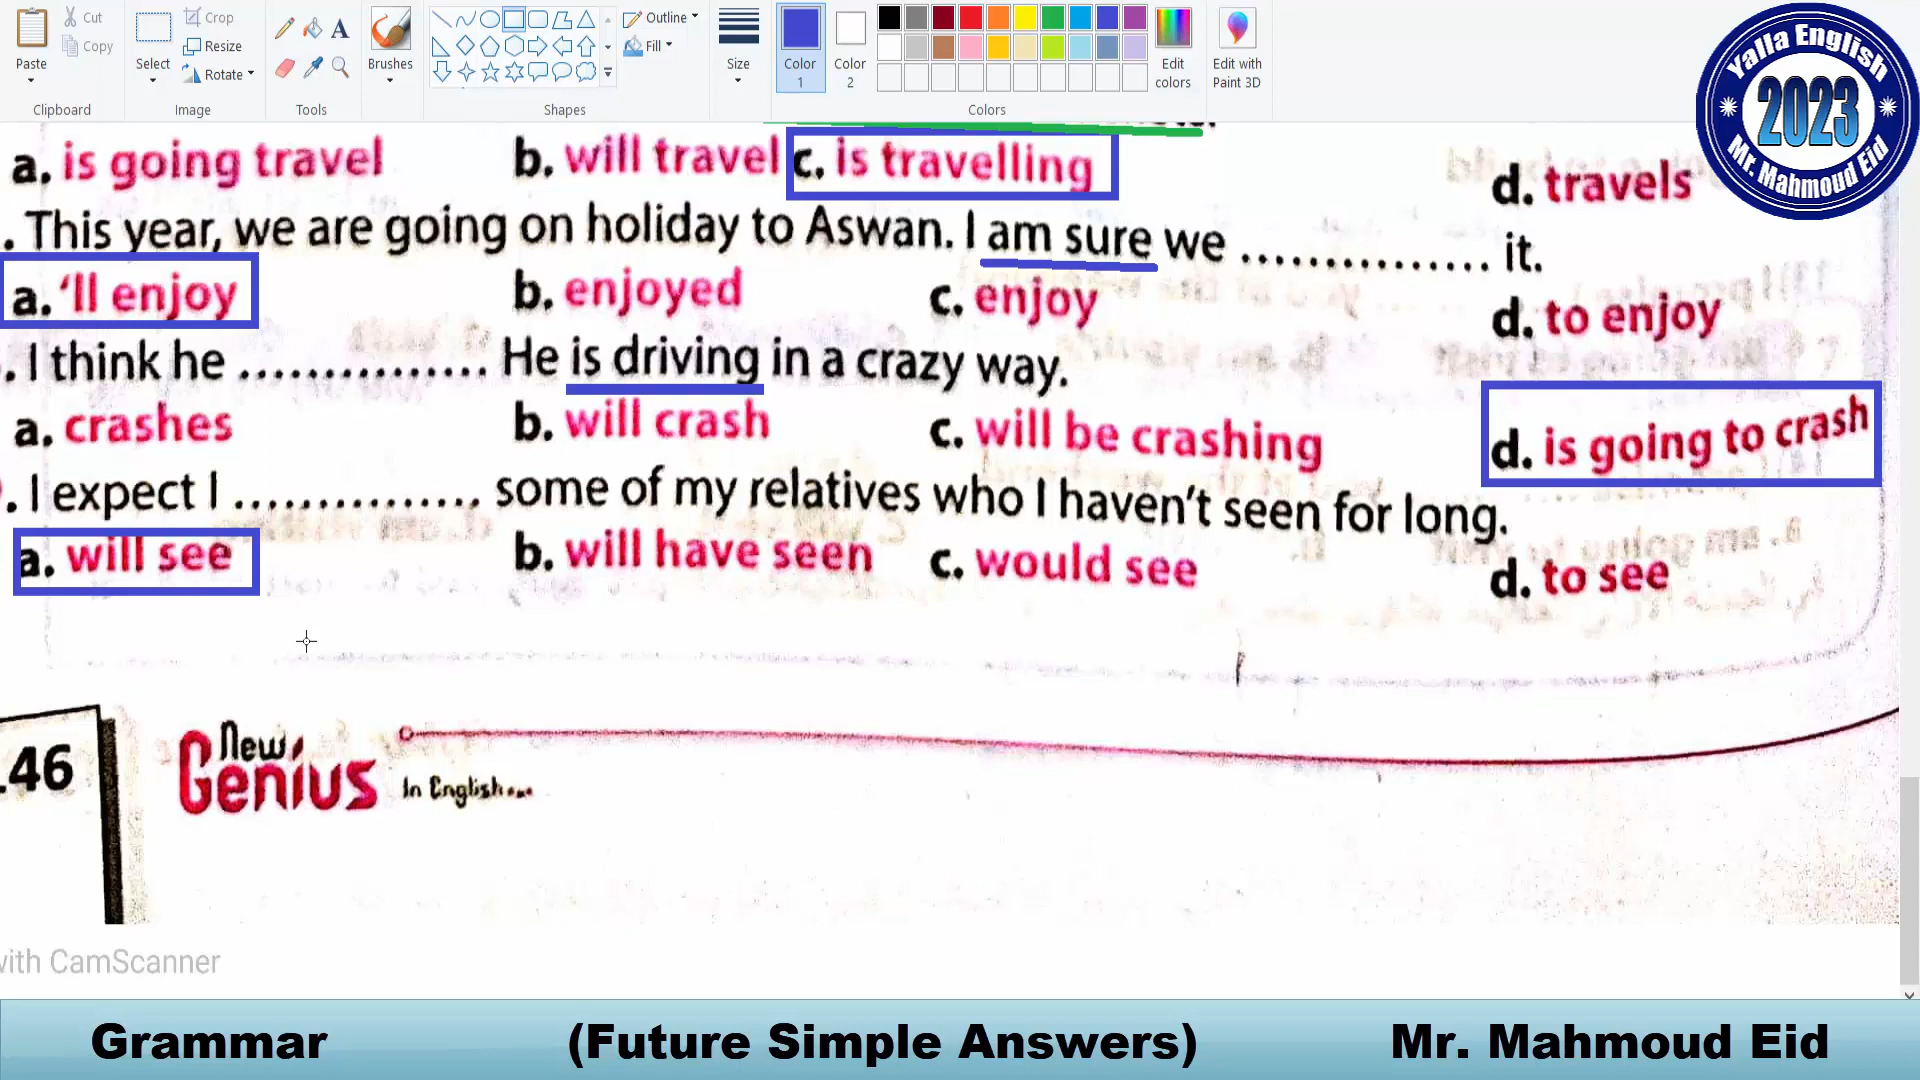 Paste
Clipboard
Cut
Copy
Select
Crop
Resize
Rotate
Image
A
Tools
Brushes
Shapes
Outline
Fill
Size
Color
1
Color
2
Colors
Edit
colors
Edit with
Paint 3D
Yalla English
2023
Mr. Mahmoud Eid
a. is going travel b. will travel c. is travelling d. travels
. This year, we are going on holiday to Aswan. I am sure we ............... it.
a. 'll enjoy b. enjoyed c. enjoy d. to enjoy
. I think he ............... He is driving in a crazy way.
a. crashes b. will crash c. will be crashing d. is going to crash
. I expect I ............... some of my relatives who I haven't seen for long.
a. will see b. will have seen c. would see d. to see
46
New Genius
In English...
with CamScanner
Grammar (Future Simple Answers) Mr. Mahmoud Eid